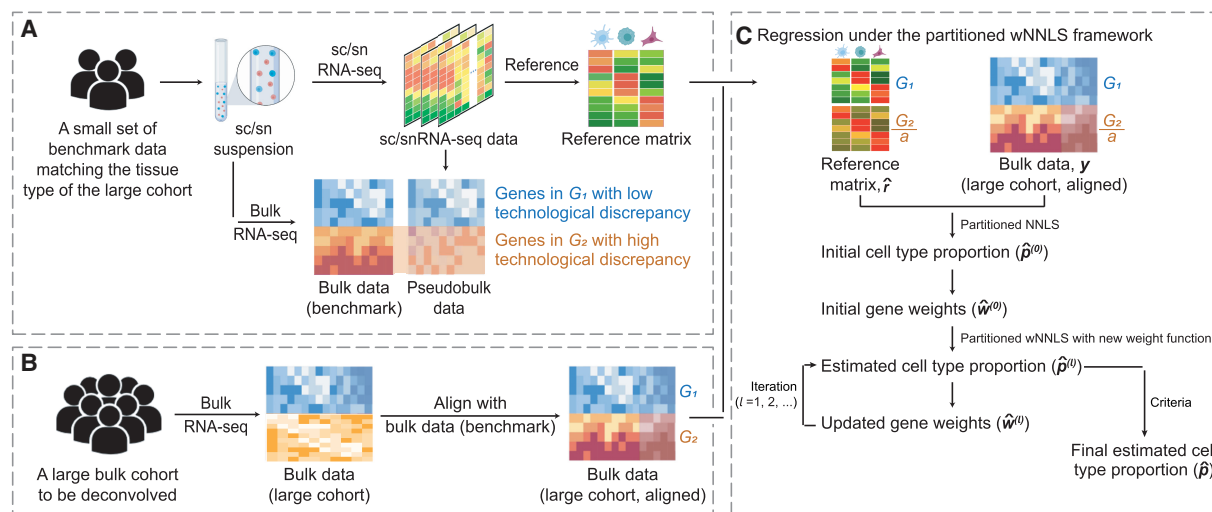 A
A small set of
benchmark data
matching the tissue
type of the large cohort
sc/sn
suspension
sc/sn
RNA-seq
sc/snRNA-seq data
Reference
Reference matrix
Bulk
RNA-seq
Genes in G₁ with low
technological discrepancy
Genes in G₂ with high
technological discrepancy
Bulk data
(benchmark)
Pseudobulk
data
B
A large bulk cohort
to be deconvolved
Bulk
RNA-seq
Bulk data
(large cohort)
Align with
bulk data (benchmark)
G₁
G₂
Bulk data
(large cohort, aligned)
C
Regression under the partitioned wNNLS framework
G₁
G₂
a
Reference
matrix, r̂
G₁
G₂
a
Bulk data, y
(large cohort, aligned)
Partitioned NNLS
Initial cell type proportion (p̂⁽⁰⁾)
Initial gene weights (ŵ⁽⁰⁾)
Partitioned wNNLS with new weight function
Estimated cell type proportion (p̂⁽ˡ⁾)
Iteration
(l =1, 2, ...)
Updated gene weights (ŵ⁽ˡ⁾)
Criteria
Final estimated cel
type proportion (p̂)